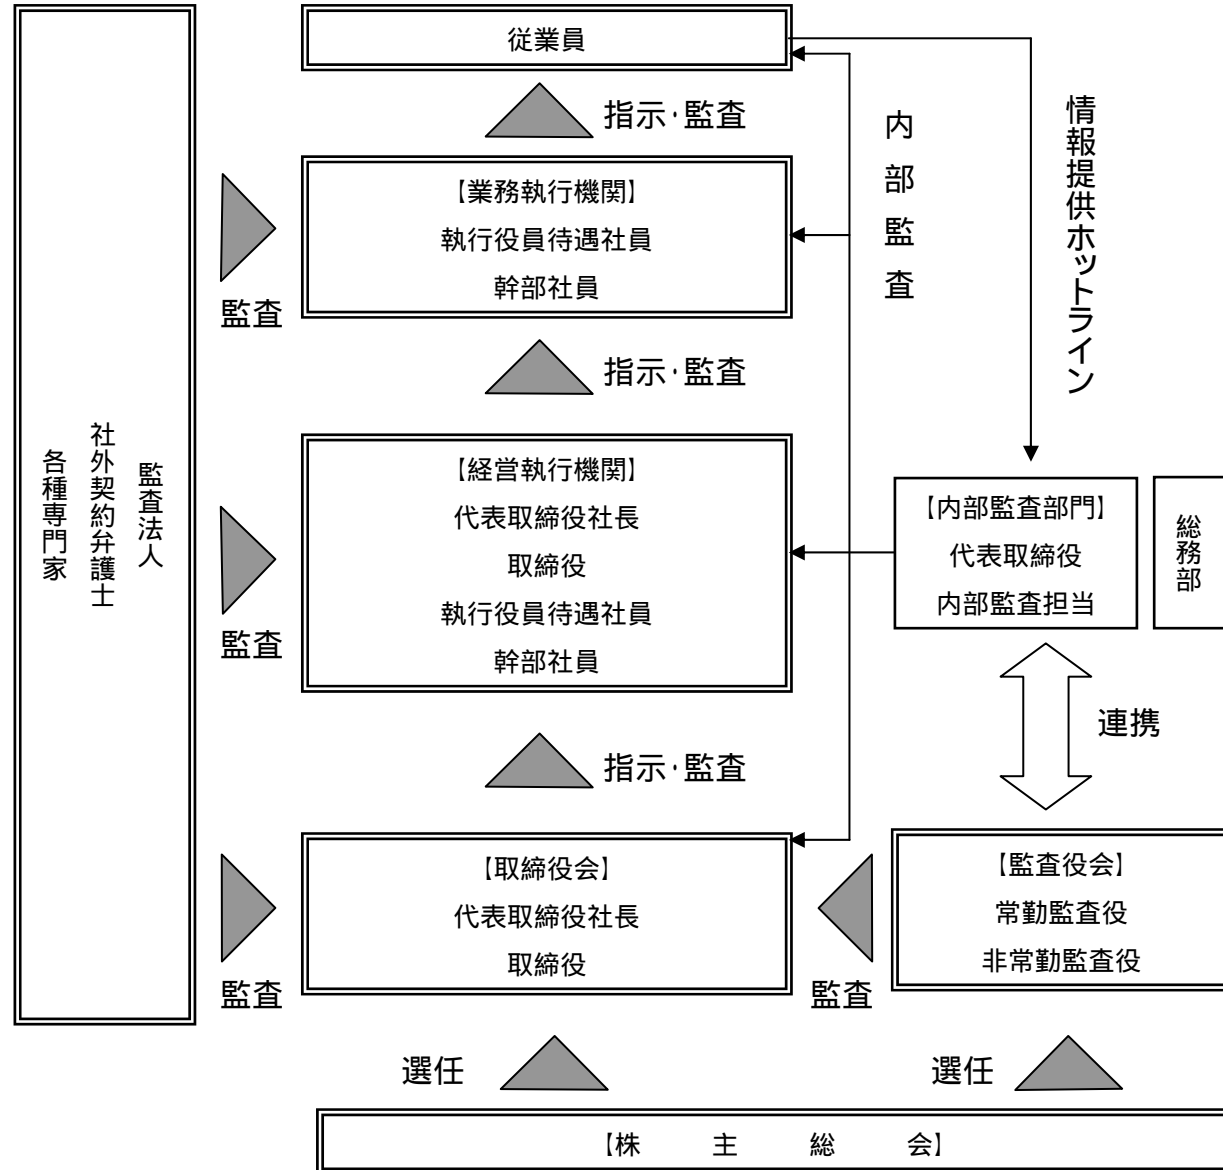 従業員
指示・監査
内部監査
情報提供ホットライン
【業務執行機関】
執行役員待遇社員
幹部社員
監査
指示・監査
監査法人
社外契約弁護士
各種専門家
【経営執行機関】
代表取締役社長
取締役
執行役員待遇社員
幹部社員
監査
【内部監査部門】
代表取締役
内部監査担当
総務部
連携
指示・監査
【取締役会】
代表取締役社長
取締役
監査
監査
【監査役会】
常勤監査役
非常勤監査役
選任
選任
【株 主 総 会】